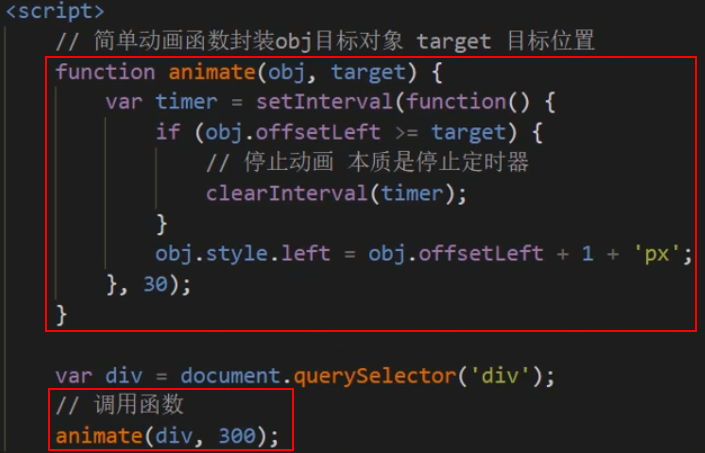 <script>
// 简单动画函数封装obj目标对象 target 目标位置
function animate(obj, target) {
var timer = setInterval(function() {
if (obj.offsetLeft >= target) {
// 停止动画 本质是停止定时器
clearInterval(timer);
}
obj.style.left = obj.offsetLeft + 1 + 'px';
}, 30);
}
var div = document.querySelector('div');
// 调用函数
animate(div, 300);